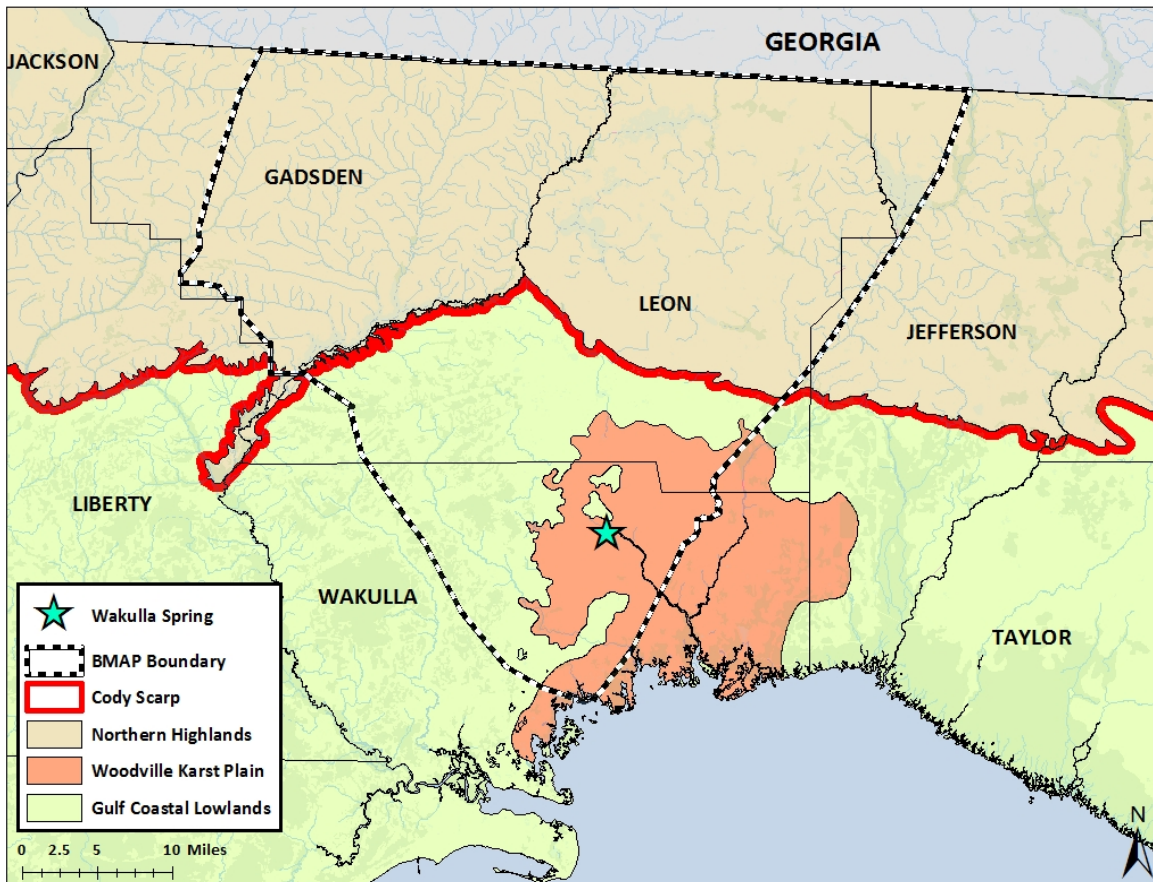 GEORGIA
JACKSON
GADSDEN
LEON
JEFFERSON
LIBERTY
WAKULLA
TAYLOR
Wakulla Spring
BMAP Boundary
Cody Scarp
Northern Highlands
Woodville Karst Plain
Gulf Coastal Lowlands
0 2.5 5 10 Miles
N